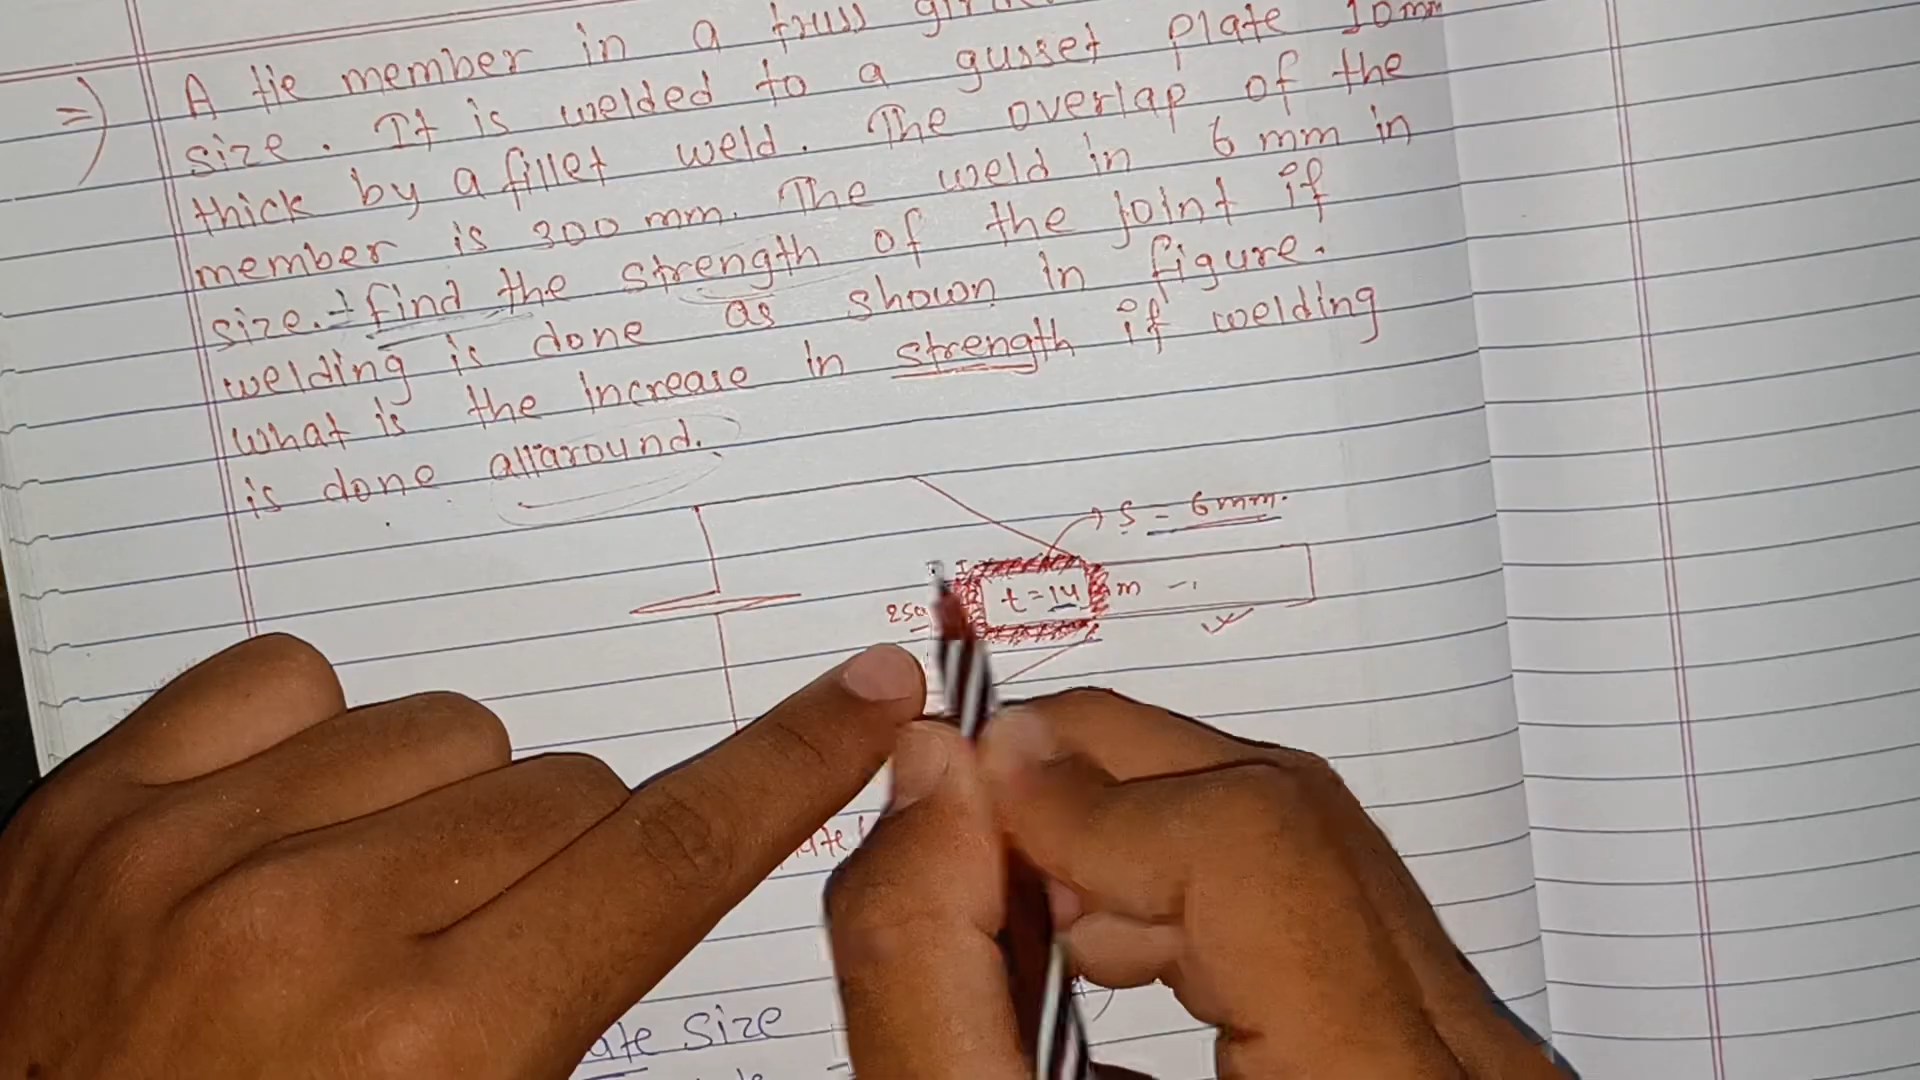 =) A tie member in a truss
size. It is welded to a gusset plate 10mm
thick by a fillet weld. The overlap of the
member is 300 mm. The weld in 6 mm in
size. find the strength of the joint if
welding is done as shown in figure.
what is the increase in strength if welding
is done allaround.
S = 6mm.
t = 14 m
250
Size